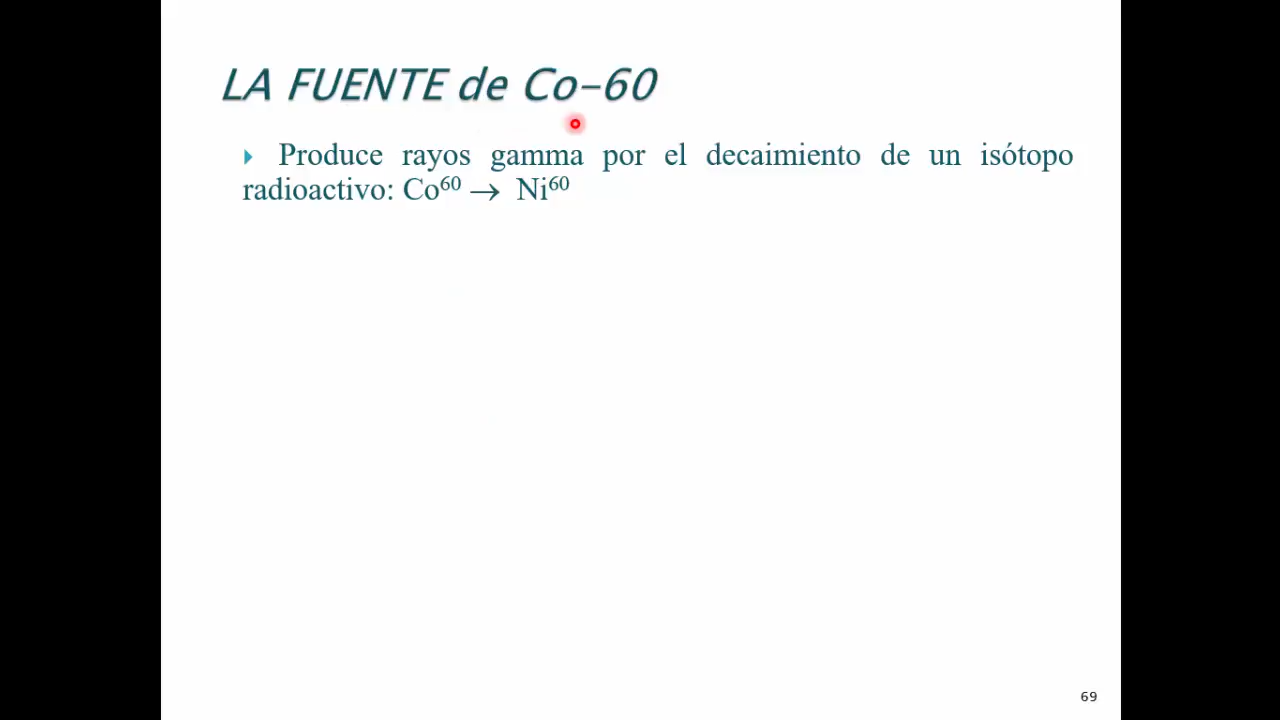 LA FUENTE de Co-60
Produce rayos gamma por el decaimiento de un isótopo
radioactivo: Co⁶⁰ → Ni⁶⁰
69